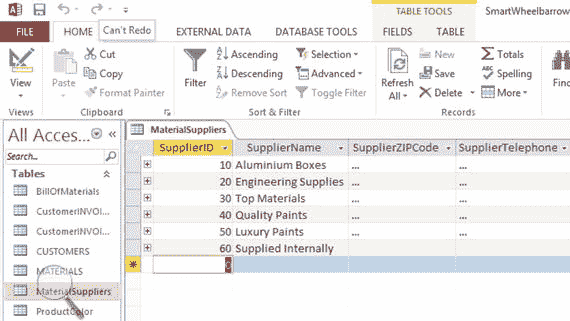 TABLE TOOLS
SmartWheelbarrow
FILE HOME Can't Redo EXTERNAL DATA DATABASE TOOLS FIELDS TABLE
View
Views
Paste
Cut
Copy
Format Painter
Clipboard
Filter
Ascending
Descending
Remove Sort
Selection
Advanced
Toggle Filter
Sort & Filter
Refresh
All
New
Save
Delete
Totals
Spelling
More
Records
Find
All Acces...
Search...
Tables
BillOfMaterials
CustomerINVOI...
CustomerINVOI...
CUSTOMERS
MATERIALS
MaterialSuppliers
ProductColor
MaterialSuppliers
SupplierID SupplierName SupplierZIPCode SupplierTelephone
10 Aluminium Boxes ... ...
20 Engineering Supplies ... ...
30 Top Materials ... ...
40 Quality Paints ... ...
50 Luxury Paints ... ...
60 Supplied Internally
0